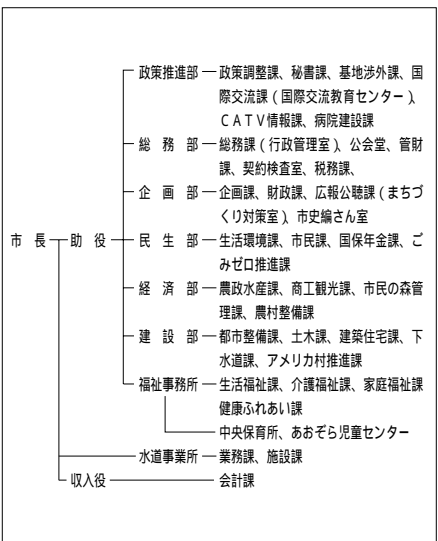 政策推進部 政策調整課、秘書課、基地渉外課、国
際交流課(国際交流教育センター)、
CATV情報課、病院建設課
総務部 総務課(行政管理室)、公会堂、管財
課、契約検査室、税務課、
企画部 企画課、財政課、広報公聴課(まちづ
くり対策室)、市史編さん室
市長 助役 民生部 生活環境課、市民課、国保年金課、ご
みゼロ推進課
経済部 農政水産課、商工観光課、市民の森管
理課、農村整備課
建設部 都市整備課、土木課、建築住宅課、下
水道課、アメリカ村推進課
福祉事務所 生活福祉課、介護福祉課、家庭福祉課
健康ふれあい課
中央保育所、あおぞら児童センター
水道事業所 業務課、施設課
収入役 会計課